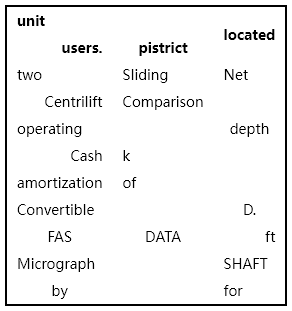 unit
users. pistrict located
two Sliding Net
Centrilift Comparison
operating depth
Cash k
amortization of
Convertible D.
FAS DATA ft
Micrograph SHAFT
by for